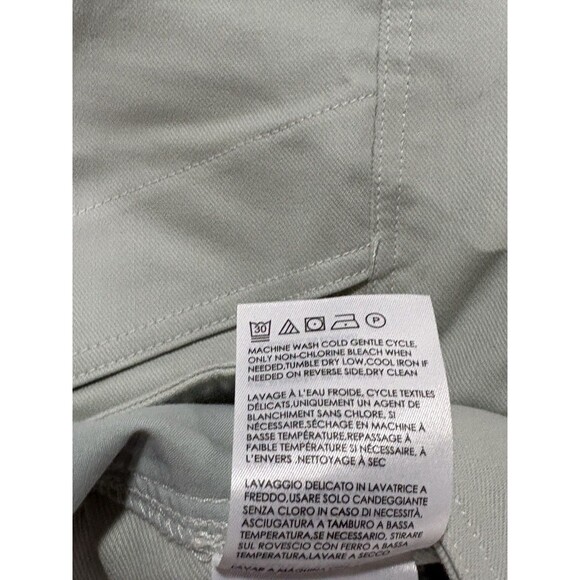 30 P
MACHINE WASH COLD GENTLE CYCLE,
ONLY NON-CHLORINE BLEACH WHEN
NEEDED,TUMBLE DRY LOW,COOL IRON IF
NEEDED ON REVERSE SIDE,DRY CLEAN
LAVAGE À L'EAU FROIDE, CYCLE TEXTILES
DÉLICATS,UNIQUEMENT UN AGENT DE
BLANCHIMENT SANS CHLORE, SI
NÉCESSAIRE,SÉCHAGE EN MACHINE À
BASSE TEMPÉRATURE,REPASSAGE À
FAIBLE TEMPÉRATURE SI NÉCESSAIRE, À
L'ENVERS .NETTOYAGE À SEC
LAVAGGIO DELICATO IN LAVATRICE A
FREDDO,USARE SOLO CANDEGGIANTE
SENZA CLORO IN CASO DI NECESSITÀ,
ASCIUGATURA A TAMBURO A BASSA
TEMPERATURA,SE NECESSARIO, STIRARE
SUL ROVESCIO CON FERRO A BASSA
TEMPERATURA,LAVARE A SECCO
LAVAR A